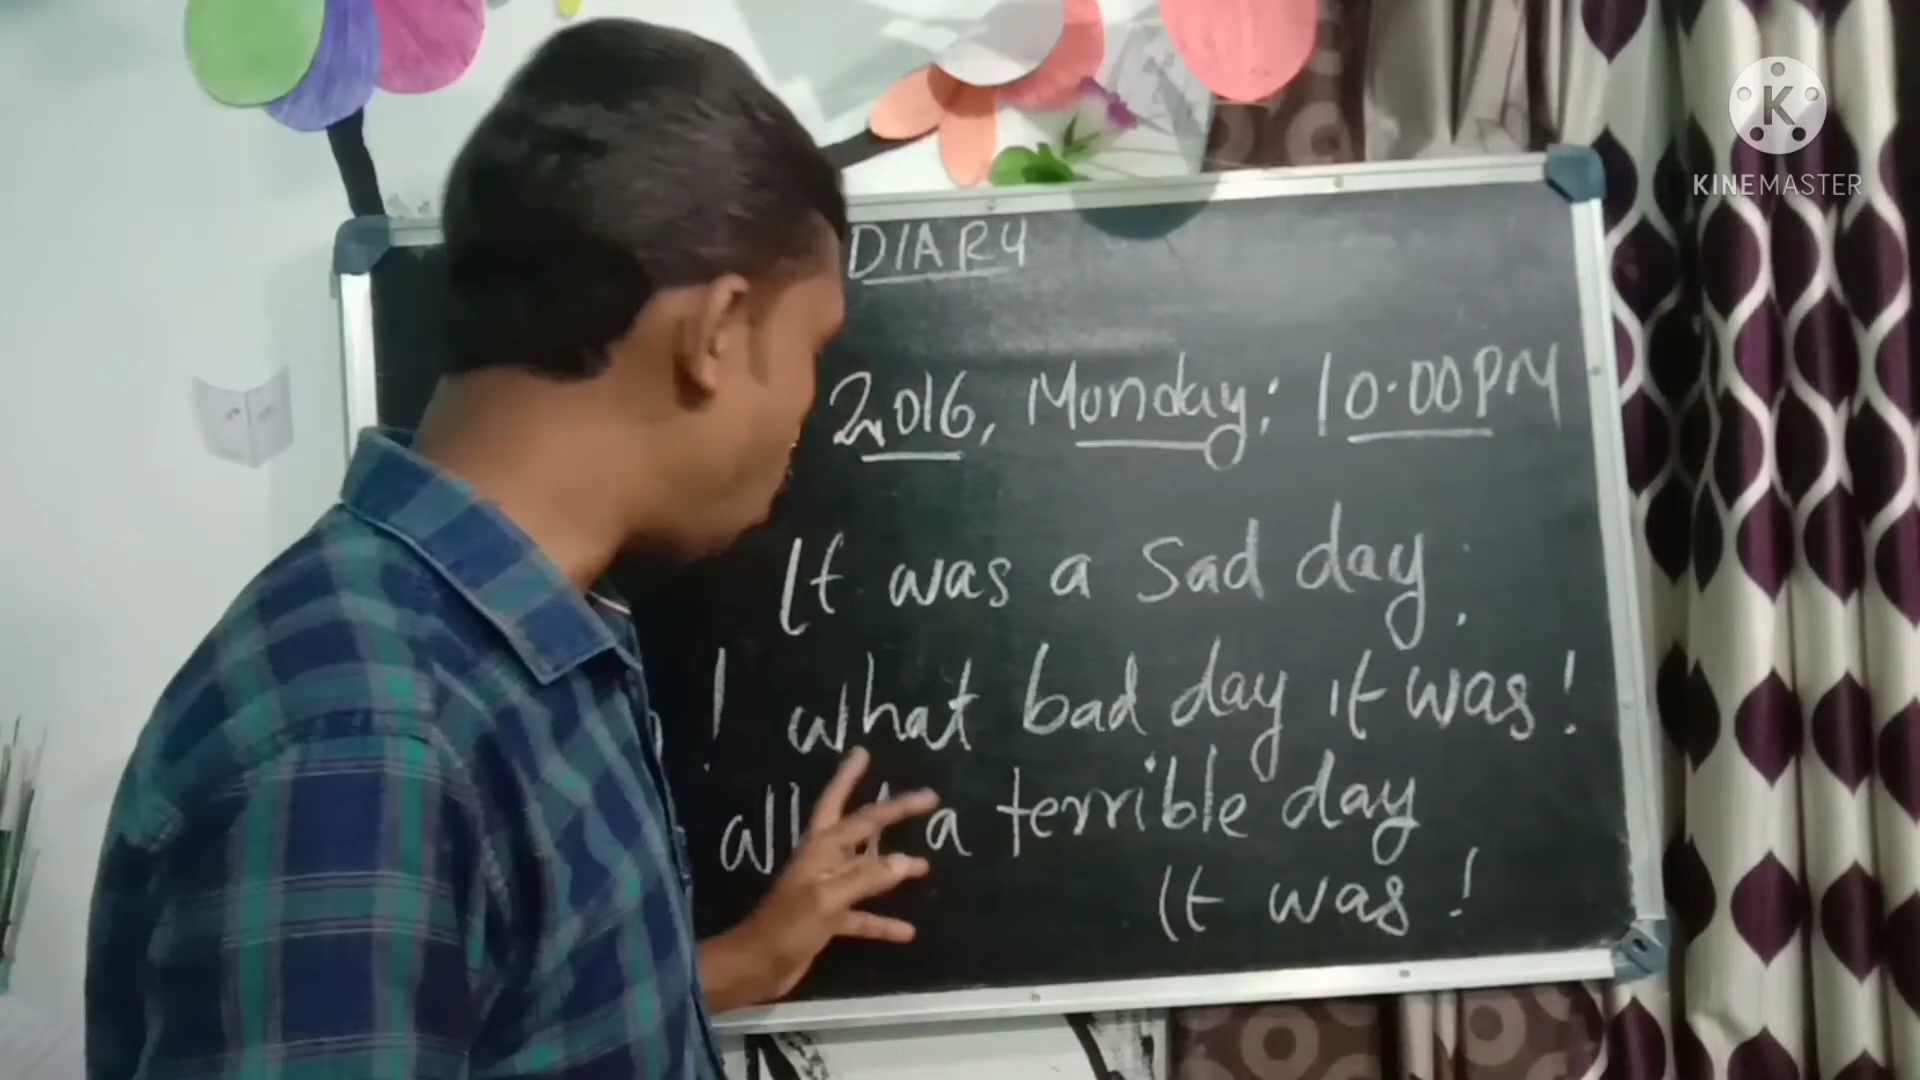 DIARY
2016, Monday; 10.00PM
It was a sad day.
! what bad day it was!
a terrible day
It was!
KINEMASTER